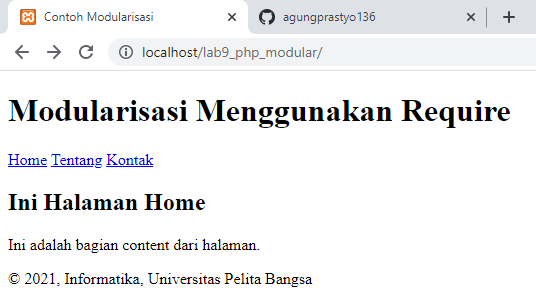 Contoh Modularisasi
agungprastyo136
localhost/lab9_php_modular/
Modularisasi Menggunakan Require
Home Tentang Kontak
Ini Halaman Home
Ini adalah bagian content dari halaman.
© 2021, Informatika, Universitas Pelita Bangsa